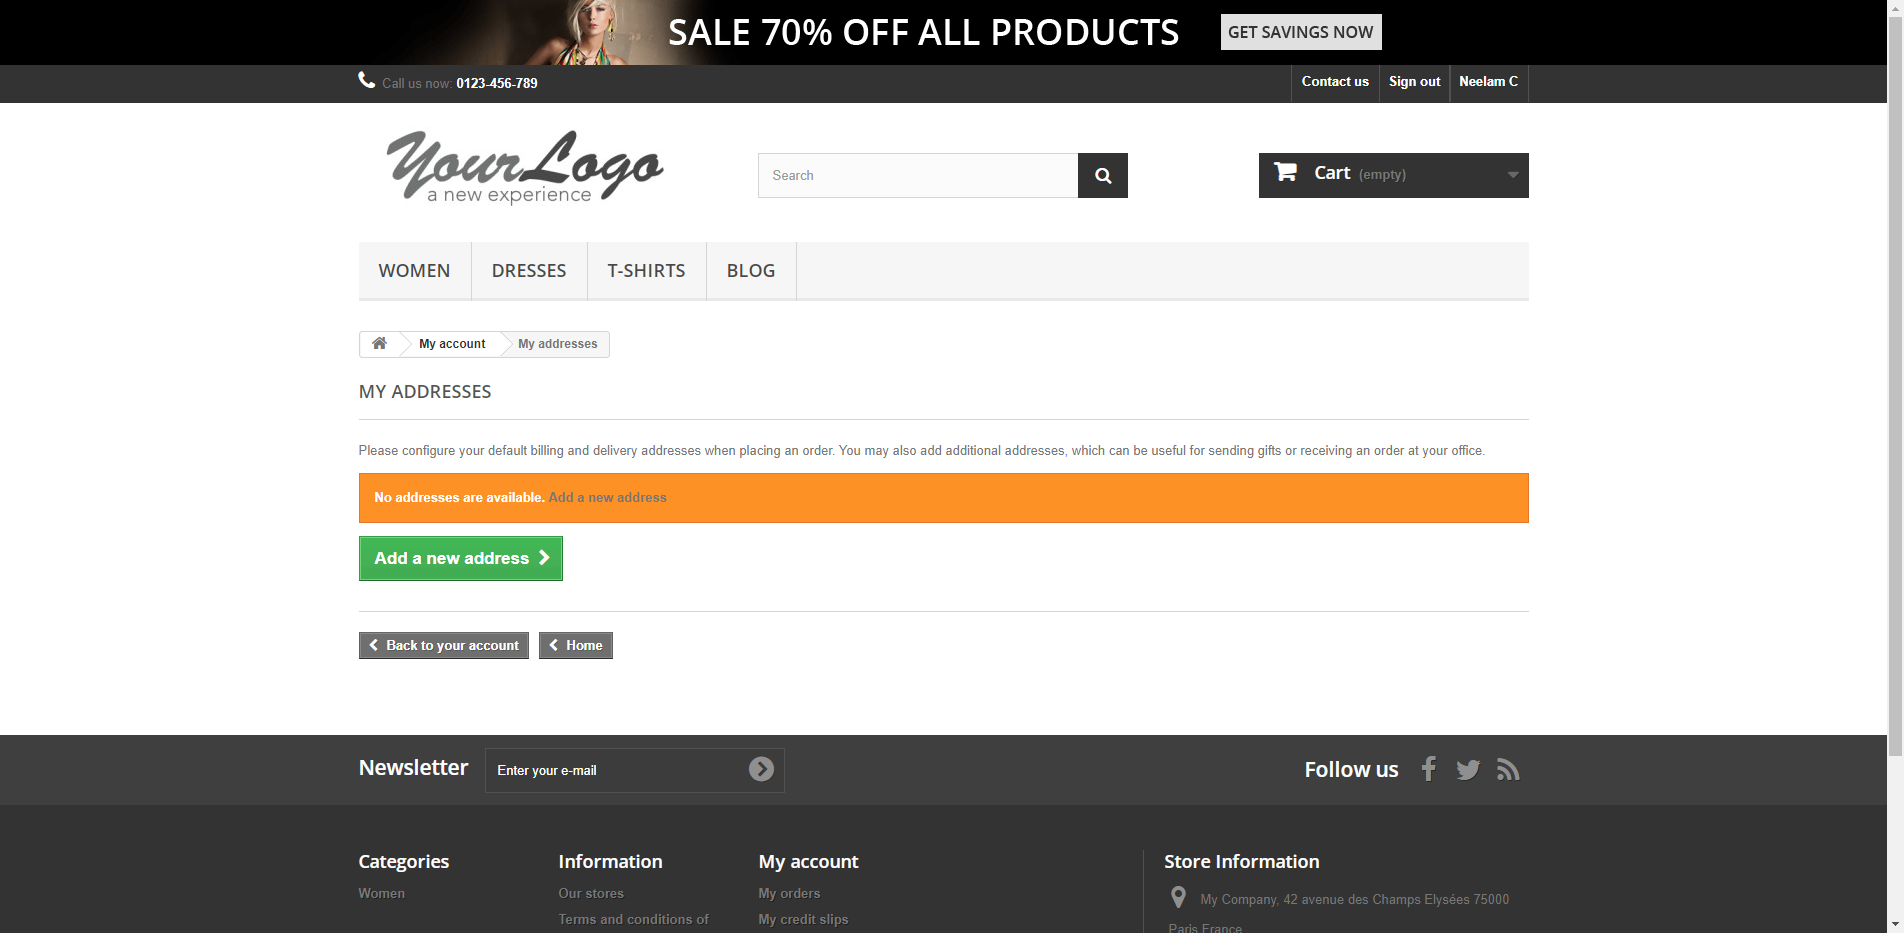 SALE 70% OFF ALL PRODUCTS
GET SAVINGS NOW
Call us now: 0123-456-789
Contact us
Sign out
Neelam C
YourLogo
a new experience
Search
Cart (empty)
WOMEN
DRESSES
T-SHIRTS
BLOG
My account
My addresses
MY ADDRESSES
Please configure your default billing and delivery addresses when placing an order. You may also add additional addresses, which can be useful for sending gifts or receiving an order at your office.
No addresses are available. Add a new address
Add a new address
Back to your account
Home
Newsletter
Enter your e-mail
Follow us
Categories
Women
Information
Our stores
Terms and conditions of
My account
My orders
My credit slips
Store Information
My Company, 42 avenue des Champs Elysées 75000
Paris France